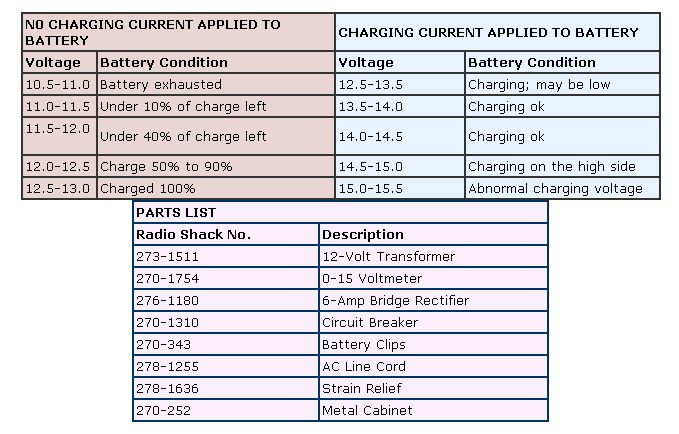 NO CHARGING CURRENT APPLIED TO BATTERY | CHARGING CURRENT APPLIED TO BATTERY
Voltage | Battery Condition | Voltage | Battery Condition
10.5-11.0 | Battery exhausted | 12.5-13.5 | Charging; may be low
11.0-11.5 | Under 10% of charge left | 13.5-14.0 | Charging ok
11.5-12.0 | Under 40% of charge left | 14.0-14.5 | Charging ok
12.0-12.5 | Charge 50% to 90% | 14.5-15.0 | Charging on the high side
12.5-13.0 | Charged 100% | 15.0-15.5 | Abnormal charging voltage
PARTS LIST
Radio Shack No. | Description
273-1511 | 12-Volt Transformer
270-1754 | 0-15 Voltmeter
276-1180 | 6-Amp Bridge Rectifier
270-1310 | Circuit Breaker
270-343 | Battery Clips
278-1255 | AC Line Cord
278-1636 | Strain Relief
270-252 | Metal Cabinet